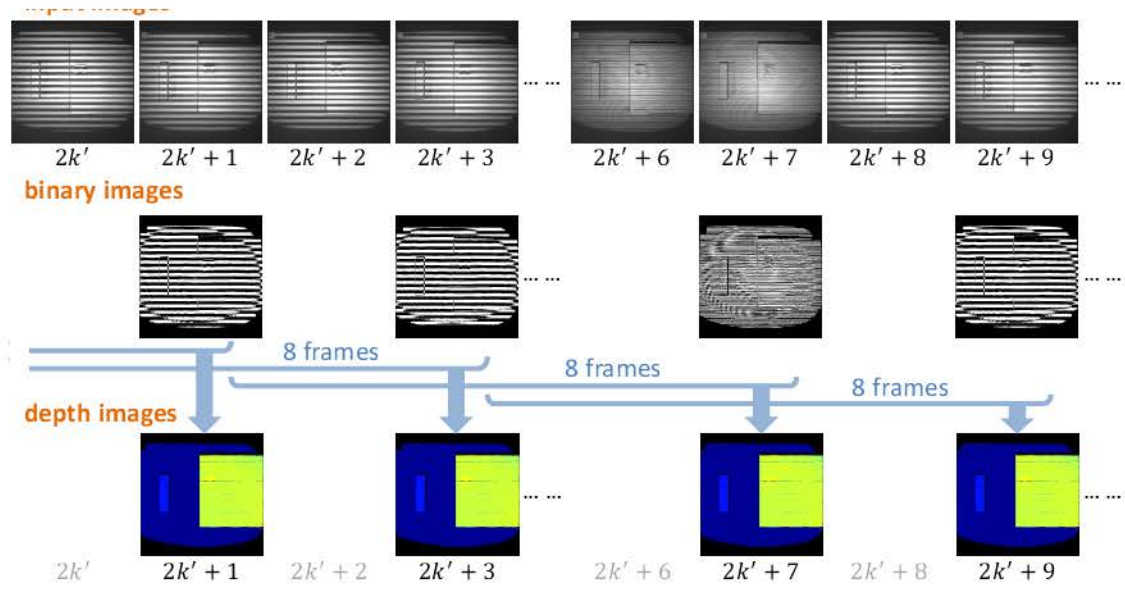 input images
2k′ 2k′ + 1 2k′ + 2 2k′ + 3 ... ... 2k′ + 6 2k′ + 7 2k′ + 8 2k′ + 9 ... ...
binary images
... ... ... ...
8 frames
8 frames
8 frames
depth images
... ... ... ...
2k′ 2k′ + 1 2k′ + 2 2k′ + 3 2k′ + 6 2k′ + 7 2k′ + 8 2k′ + 9